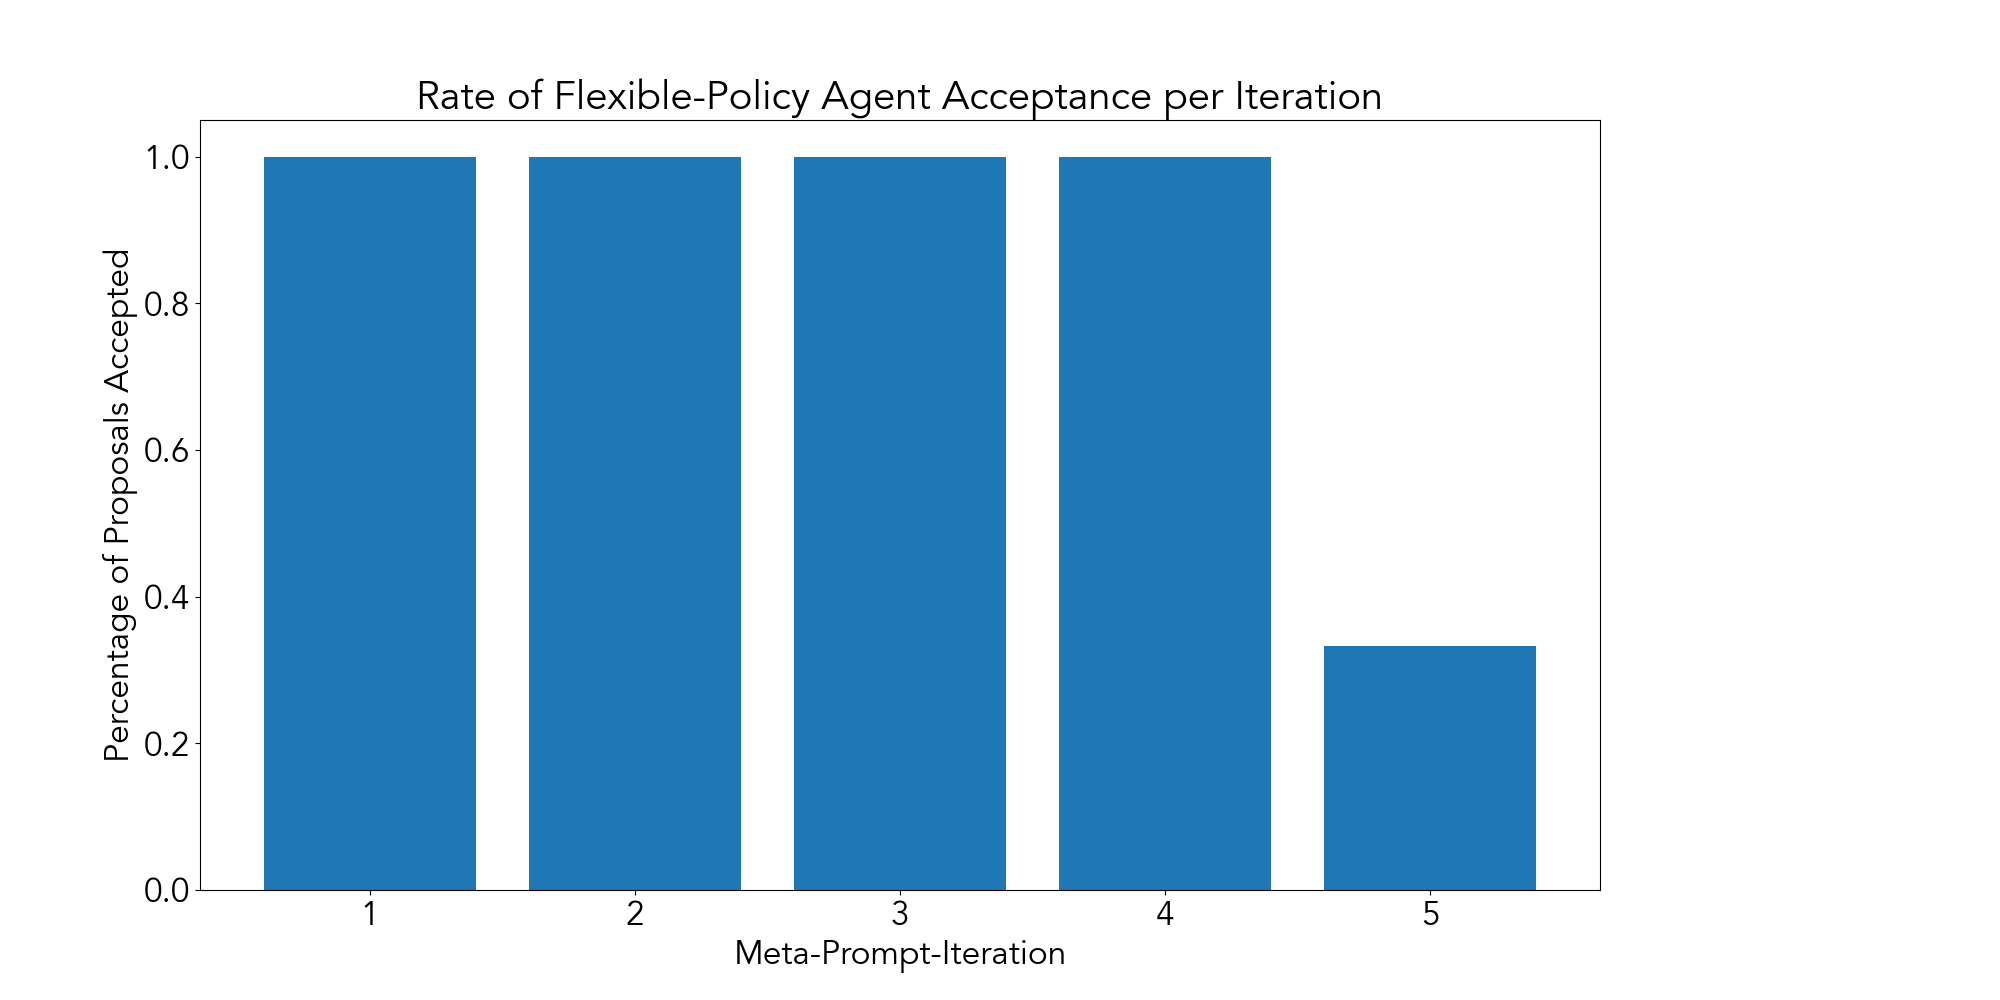 Rate of Flexible-Policy Agent Acceptance per Iteration
Percentage of Proposals Accepted
1.0
0.8
0.6
0.4
0.2
0.0
1 2 3 4 5
Meta-Prompt-Iteration